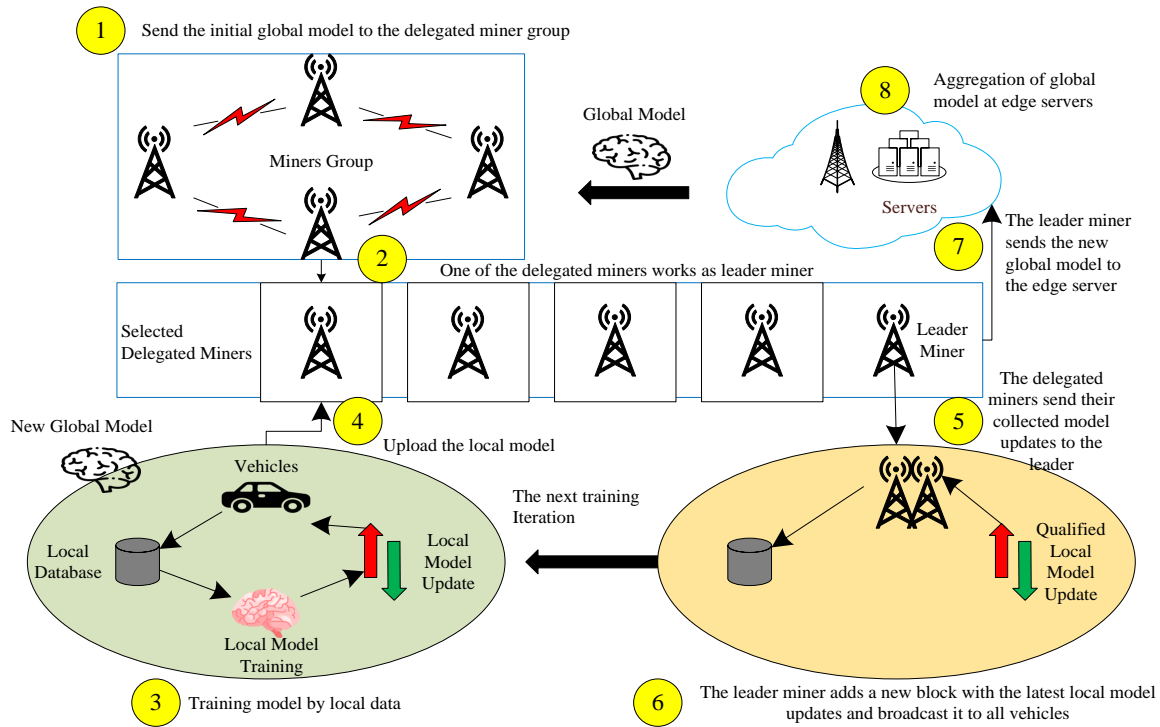 1
Send the initial global model to the delegated miner group
Miners Group
Global Model
8
Aggregation of global
model at edge servers
Servers
7
The leader miner
sends the new
global model to
the edge server
2
One of the delegated miners works as leader miner
Selected
Delegated Miners
Leader
Miner
4
Upload the local model
5
The delegated
miners send their
collected model
updates to the
leader
New Global Model
Vehicles
Local
Database
Local
Model
Update
Local Model
Training
The next training
Iteration
Qualified
Local
Model
Update
3
Training model by local data
6
The leader miner adds a new block with the latest local model
updates and broadcast it to all vehicles